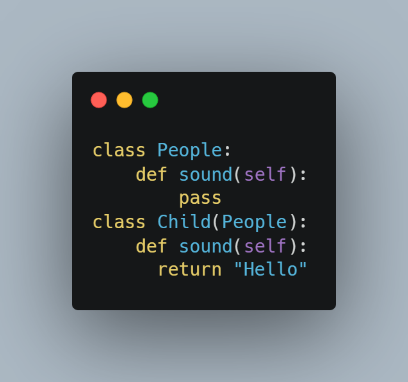 class People:
    def sound(self):
        pass
class Child(People):
    def sound(self):
      return "Hello"